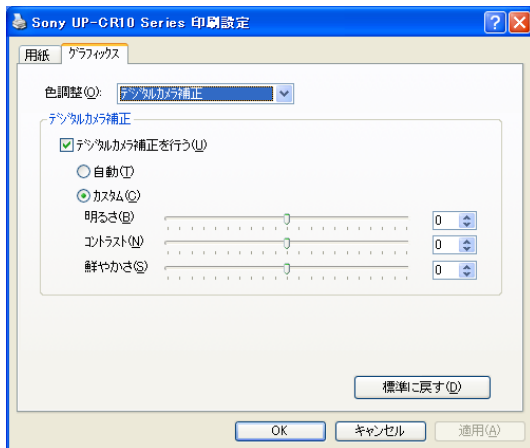 Sony UP-CR10 Series 印刷設定
用紙 グラフィックス
色調整(O): デジタルカメラ補正
デジタルカメラ補正
デジタルカメラ補正を行う(U)
自動(T)
カスタム(C)
明るさ(B) 0
コントラスト(N) 0
鮮やかさ(S) 0
標準に戻す(D)
OK キャンセル 適用(A)